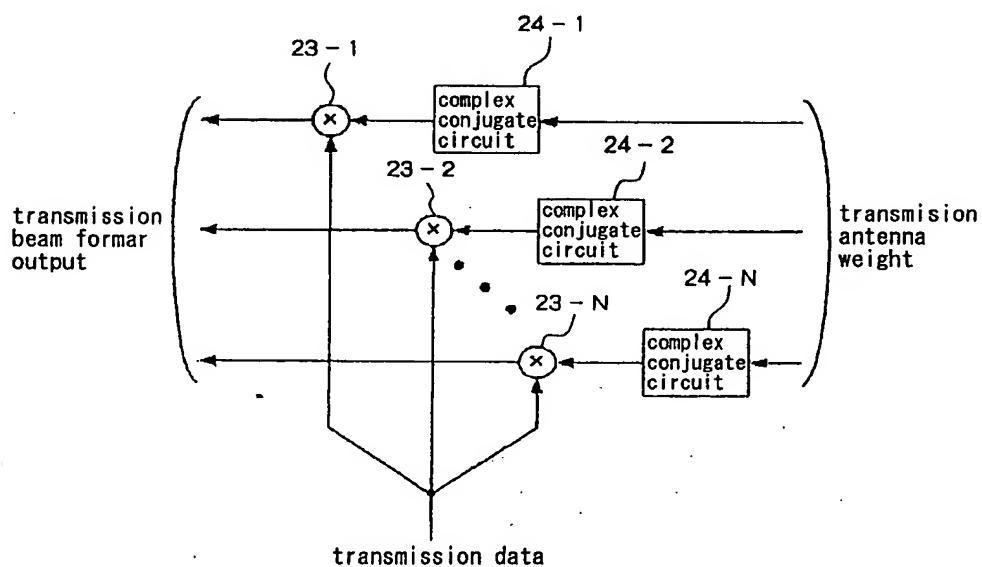 24-1
23-1
complex
conjugate
circuit
24-2
23-2
transmission
beam formar
output
complex
conjugate
circuit
transmision
antenna
weight
24-N
23-N
complex
conjugate
circuit
transmission data